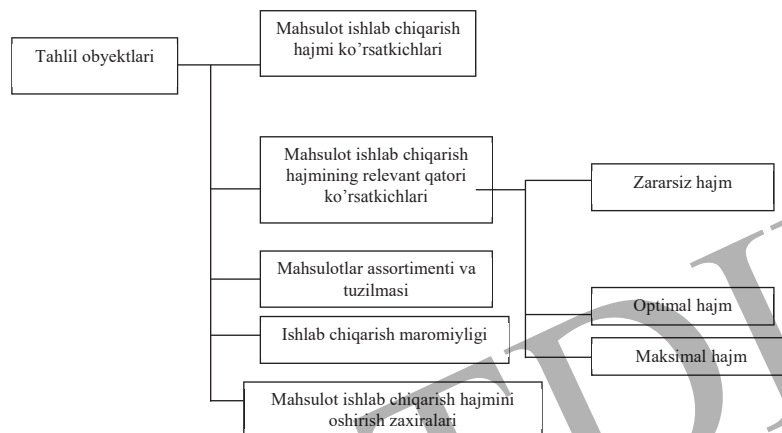 Tahlil obyektlari
Mahsulot ishlab chiqarish
hajmi ko’rsatkichlari
Mahsulot ishlab chiqarish
hajmining relevant qatori
ko’rsatkichlari
Zararsiz hajm
Mahsulotlar assortimenti va
tuzilmasi
Optimal hajm
Ishlab chiqarish maromiyligi
Maksimal hajm
Mahsulot ishlab chiqarish hajmini
oshirish zaxiralari